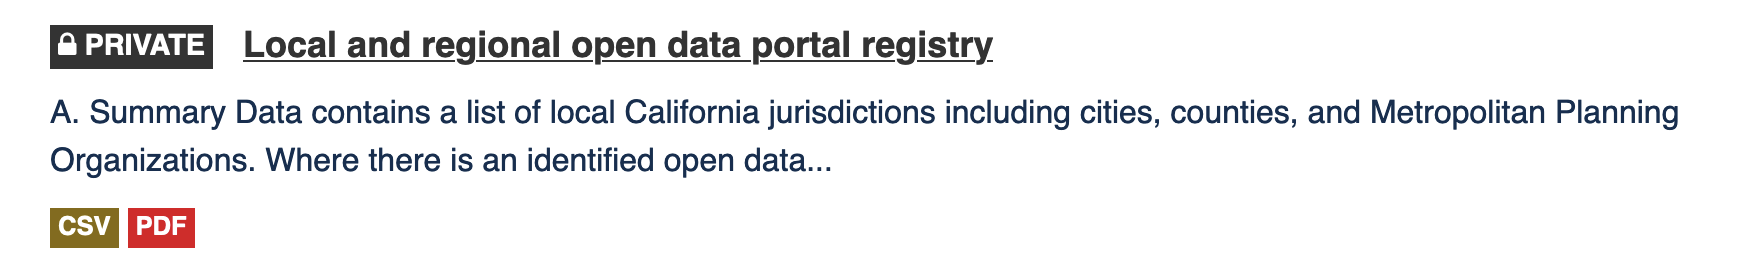 PRIVATE Local and regional open data portal registry
A. Summary Data contains a list of local California jurisdictions including cities, counties, and Metropolitan Planning
Organizations. Where there is an identified open data...
CSV PDF